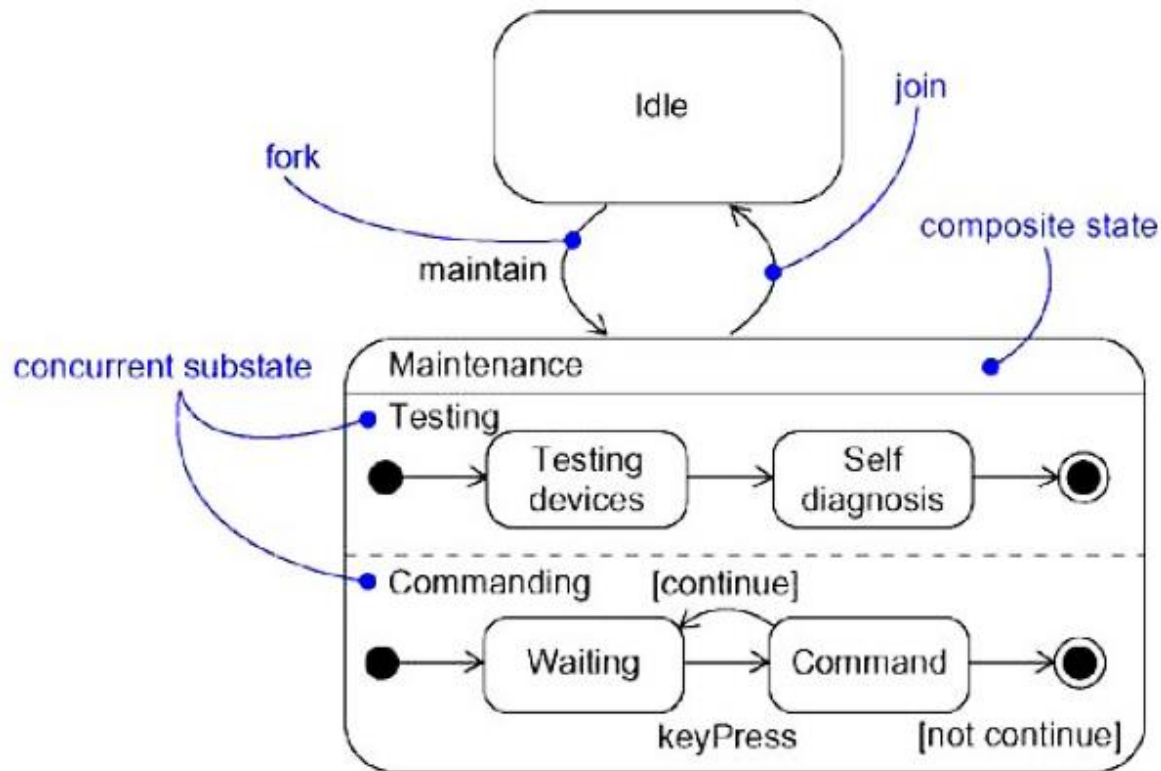 Idle
join
fork
composite state
maintain
concurrent substate
Maintenance
Testing
Testing
devices
Self
diagnosis
Commanding
[continue]
Waiting
Command
keyPress
[not continue]